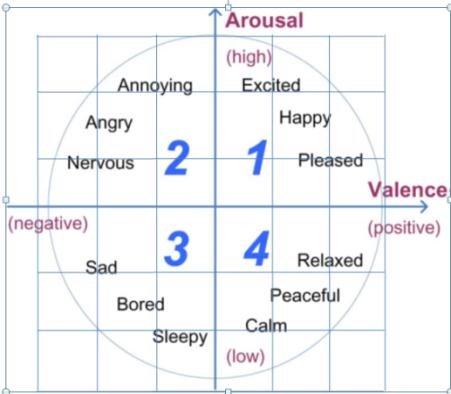 Arousal
(high)
Annoying Excited
Angry Happy
Nervous 2 1 Pleased
Valence
(negative) (positive)
3 4
Sad Relaxed
Bored Peaceful
Sleepy Calm
(low)